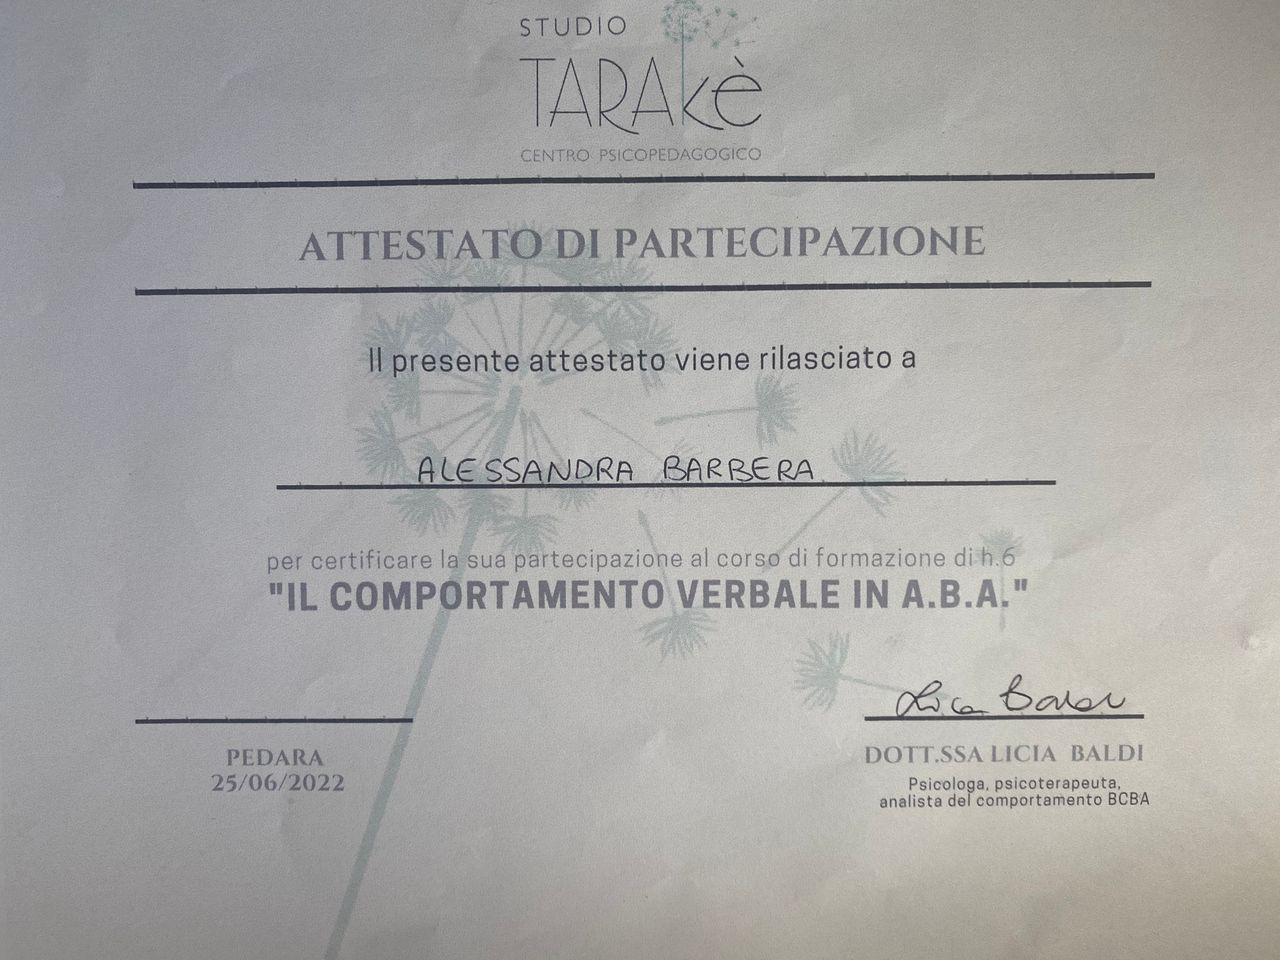 STUDIO
TARAKè
CENTRO PSICOPEDAGOGICO
ATTESTATO DI PARTECIPAZIONE
Il presente attestato viene rilasciato a
ALESSANDRA BARBERA
per certificare la sua partecipazione al corso di formazione di h.6
"IL COMPORTAMENTO VERBALE IN A.B.A."
Licia Baldi
PEDARA
25/06/2022
DOTT.SSA LICIA BALDI
Psicologa, psicoterapeuta,
analista del comportamento BCBA